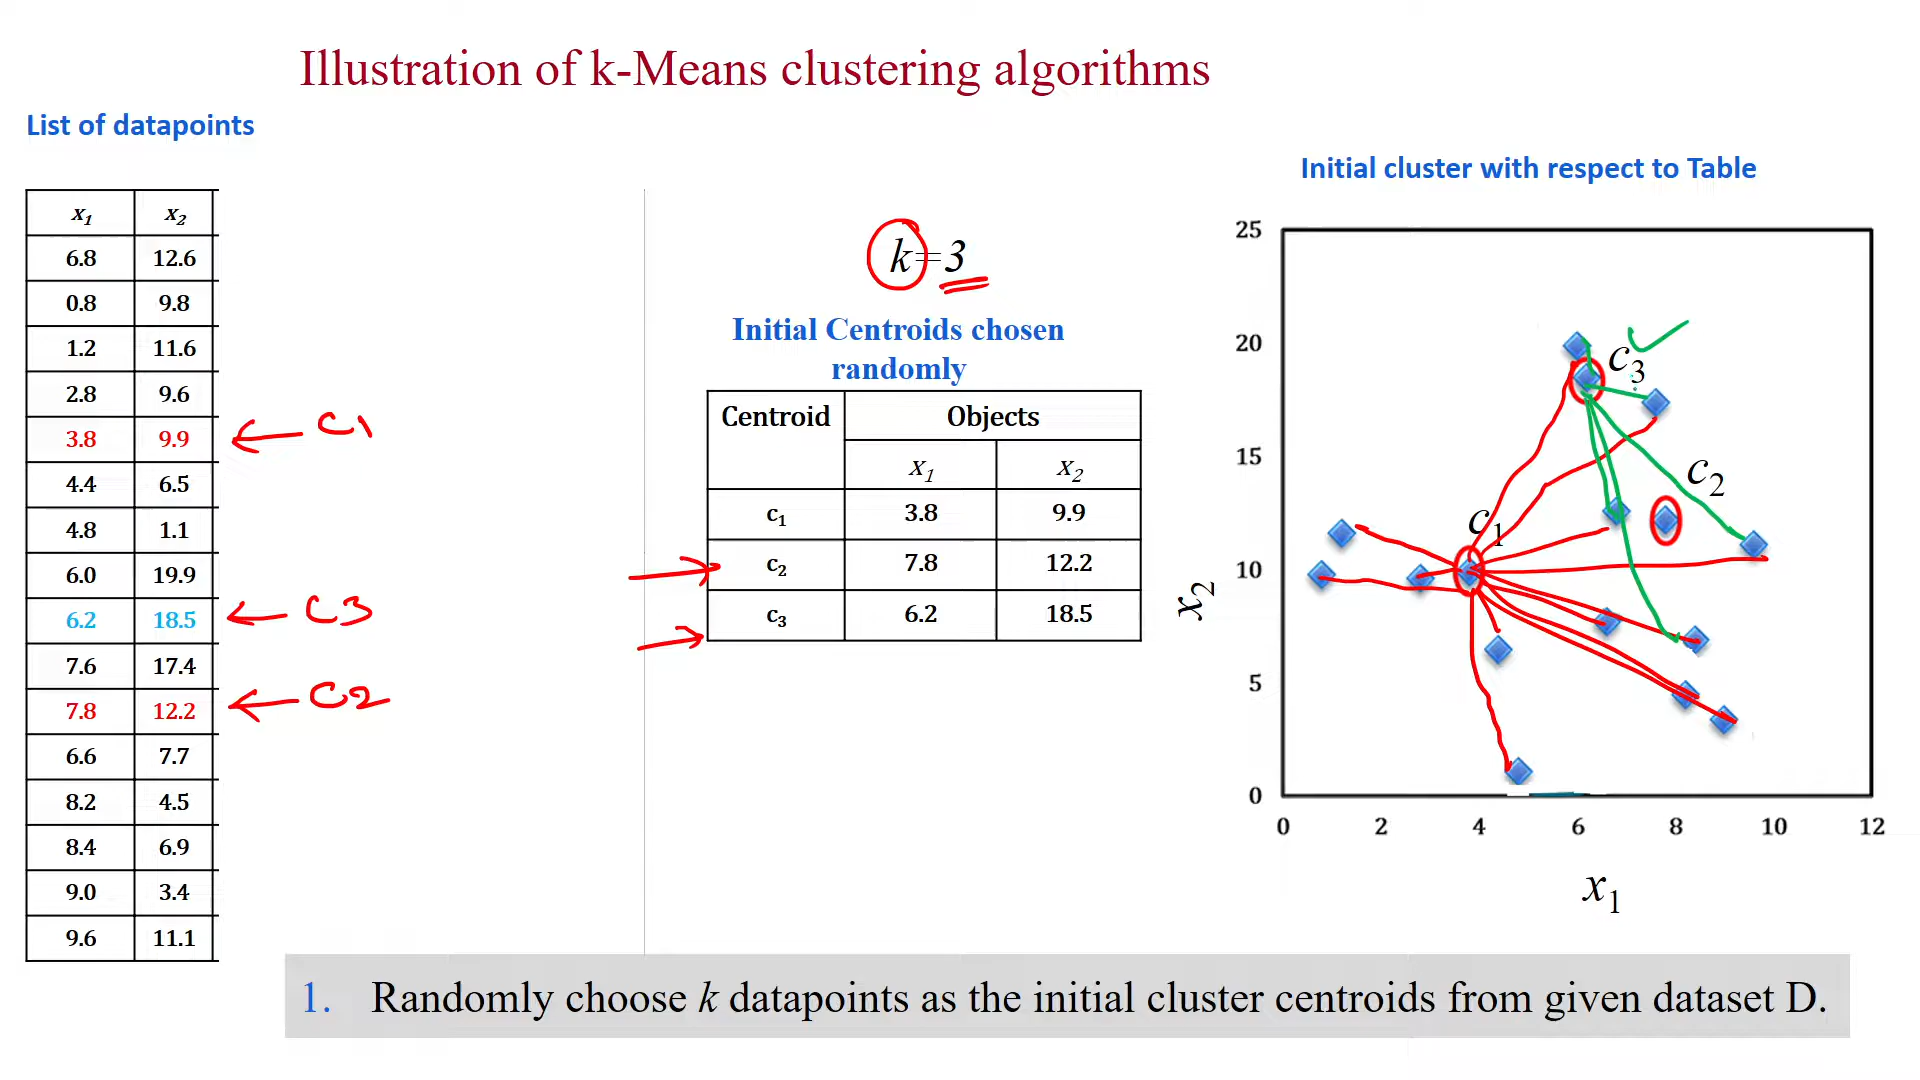 Illustration of k-Means clustering algorithms
List of datapoints
x1 x2
6.8 12.6
0.8 9.8
1.2 11.6
2.8 9.6
3.8 9.9
4.4 6.5
4.8 1.1
6.0 19.9
6.2 18.5
7.6 17.4
7.8 12.2
6.6 7.7
8.2 4.5
8.4 6.9
9.0 3.4
9.6 11.1
C1
C3
C2
k=3
Initial Centroids chosen
randomly
Centroid Objects
x1 x2
c1 3.8 9.9
c2 7.8 12.2
c3 6.2 18.5
Initial cluster with respect to Table
25
20
15
10
5
0
0 2 4 6 8 10 12
x2
x1
c3
c2
c1
1. Randomly choose k datapoints as the initial cluster centroids from given dataset D.